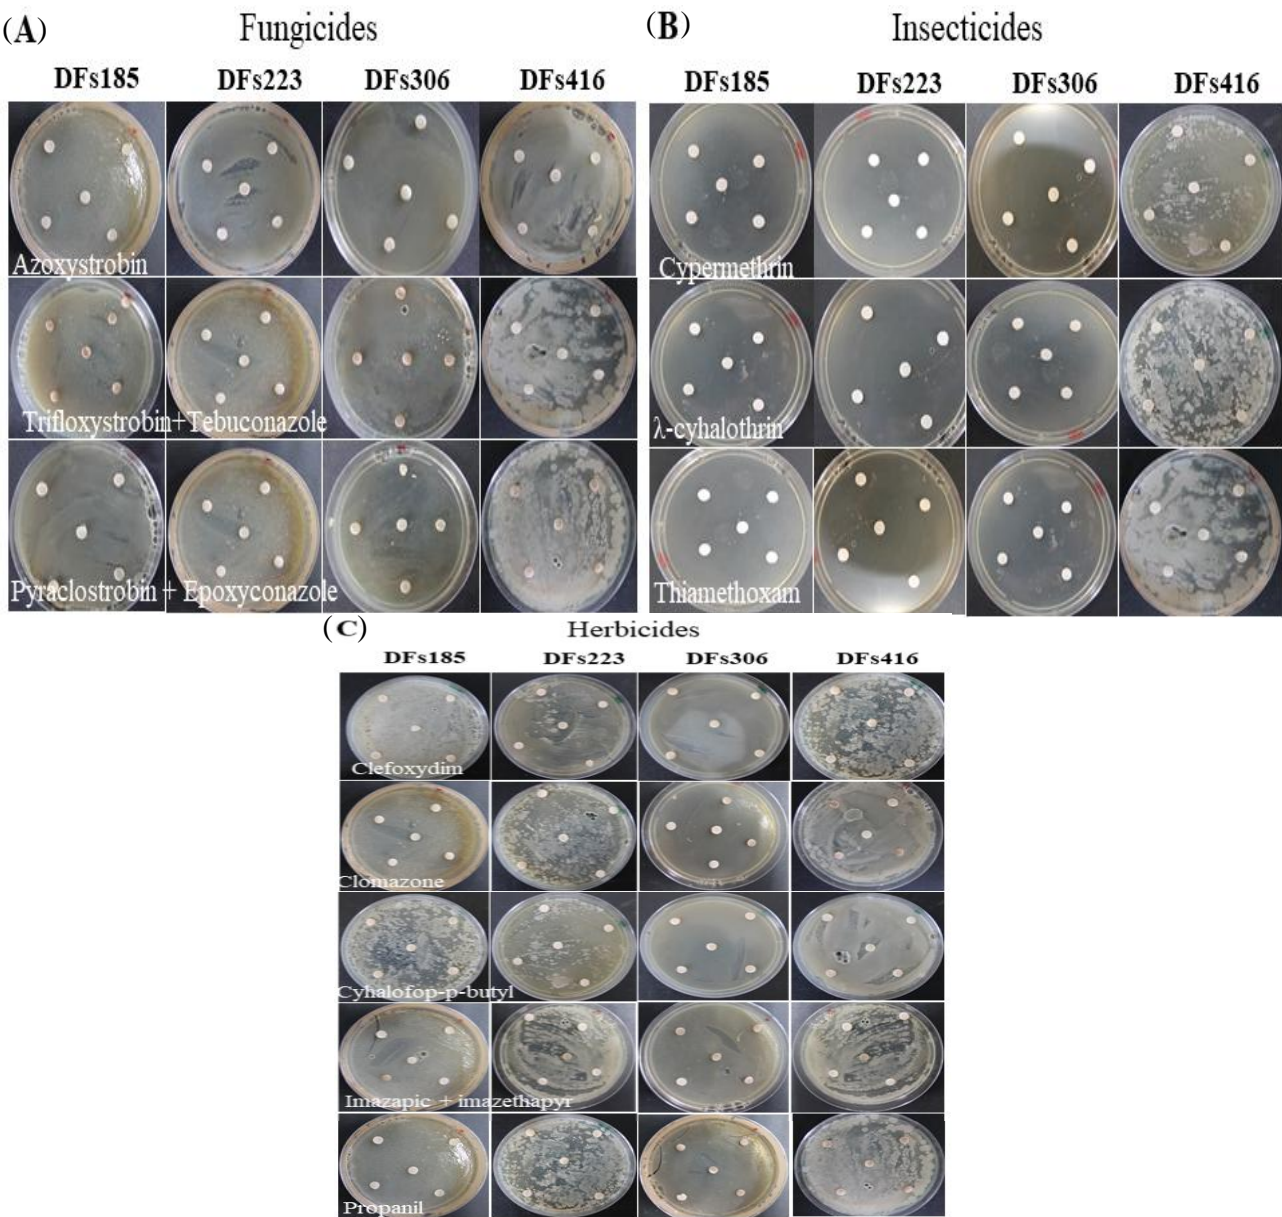 (A) Fungicides
DFs185 DFs223 DFs306 DFs416
Azoxystrobin
Trifloxystrobin+Tebuconazole
Pyraclostrobin + Epoxyconazole
(B) Insecticides
DFs185 DFs223 DFs306 DFs416
Cypermethrin
λ-cyhalothrin
Thiamethoxam
(C) Herbicides
DFs185 DFs223 DFs306 DFs416
Clefoxydim
Clomazone
Cyhalofop-p-butyl
Imazapic + imazethapyr
Propanil